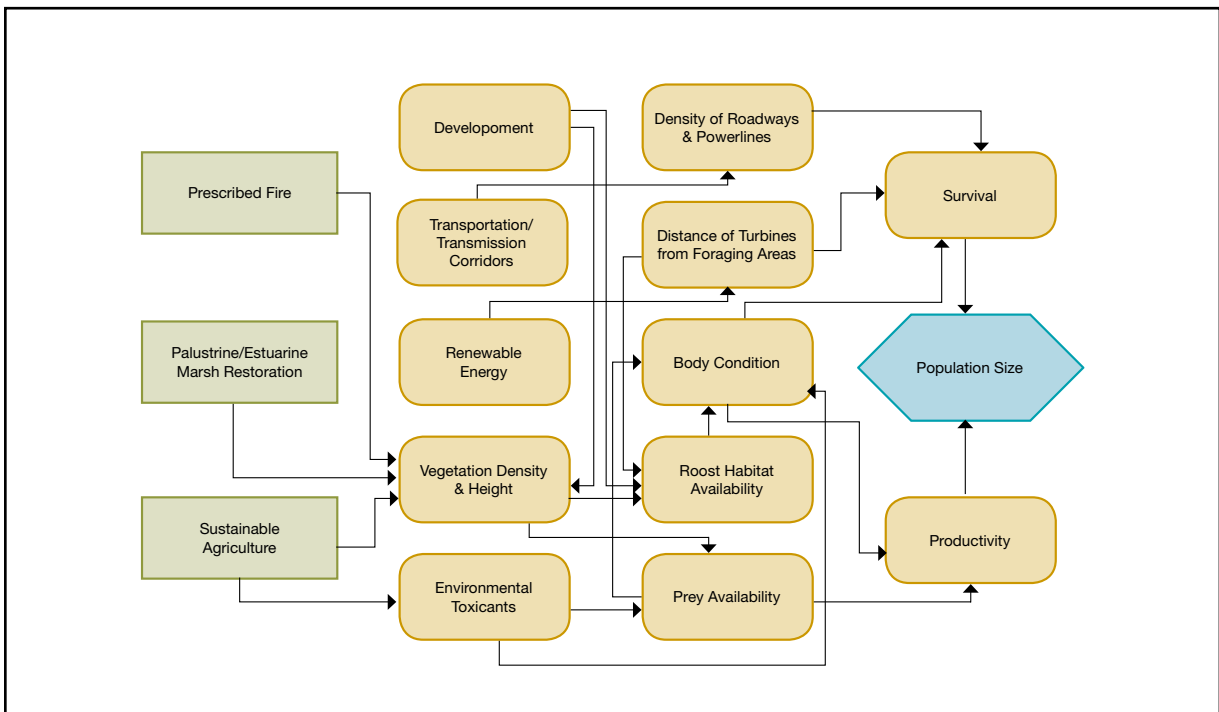 Developoment
Density of Roadways
& Powerlines
Prescribed Fire
Survival
Transportation/
Transmission
Corridors
Distance of Turbines
from Foraging Areas
Palustrine/Estuarine
Marsh Restoration
Renewable
Energy
Body Condition
Population Size
Vegetation Density
& Height
Roost Habitat
Availability
Sustainable
Agriculture
Productivity
Environmental
Toxicants
Prey Availability